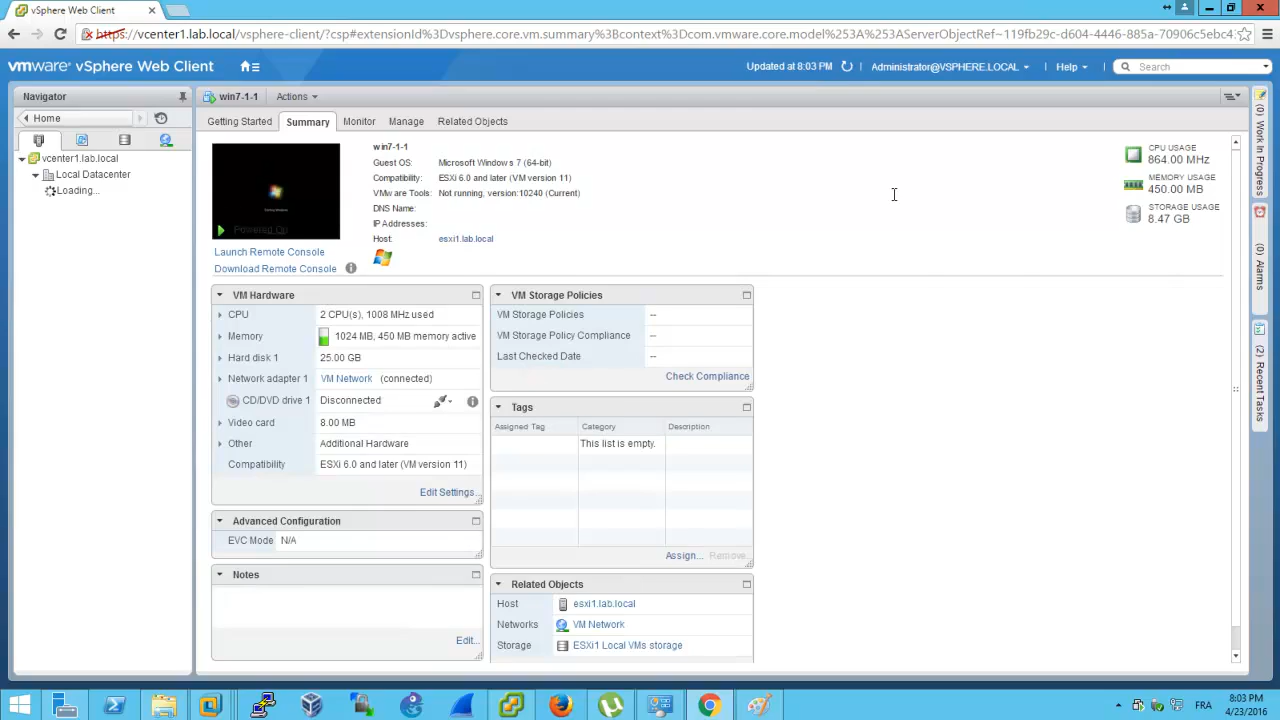 vSphere Web Client
https://vcenter1.lab.local/vsphere-client/?csp#extensionId%3Dvsphere.core.vm.summary%3Bcontext%3Dcom.vmware.core.model%253A%253AServerObjectRef~119fb29c-d604-4446-885a-70906c5ebc4
vmware® vSphere Web Client
Updated at 8:03 PM
Administrator@VSPHERE.LOCAL
Help
Search
Navigator
Home
vcenter1.lab.local
Local Datacenter
Loading...
win7-1-1
Actions
Getting Started
Summary
Monitor
Manage
Related Objects
Starting Windows
Powered On
Launch Remote Console
Download Remote Console
win7-1-1
Guest OS: Microsoft Windows 7 (64-bit)
Compatibility: ESXi 6.0 and later (VM version 11)
VMware Tools: Not running, version:10240 (Current)
DNS Name:
IP Addresses:
Host: esxi1.lab.local
CPU USAGE
864.00 MHz
MEMORY USAGE
450.00 MB
STORAGE USAGE
8.47 GB
VM Hardware
CPU 2 CPU(s), 1008 MHz used
Memory 1024 MB, 450 MB memory active
Hard disk 1 25.00 GB
Network adapter 1 VM Network (connected)
CD/DVD drive 1 Disconnected
Video card 8.00 MB
Other Additional Hardware
Compatibility ESXi 6.0 and later (VM version 11)
Edit Settings...
Advanced Configuration
EVC Mode N/A
Notes
Edit...
VM Storage Policies
VM Storage Policies --
VM Storage Policy Compliance --
Last Checked Date --
Check Compliance
Tags
Assigned Tag Category Description
This list is empty.
Assign... Remove...
Related Objects
Host esxi1.lab.local
Networks VM Network
Storage ESXi1 Local VMs storage
(0) Work In Progress
(0) Alarms
(2) Recent Tasks
FRA
8:03 PM
4/23/2016